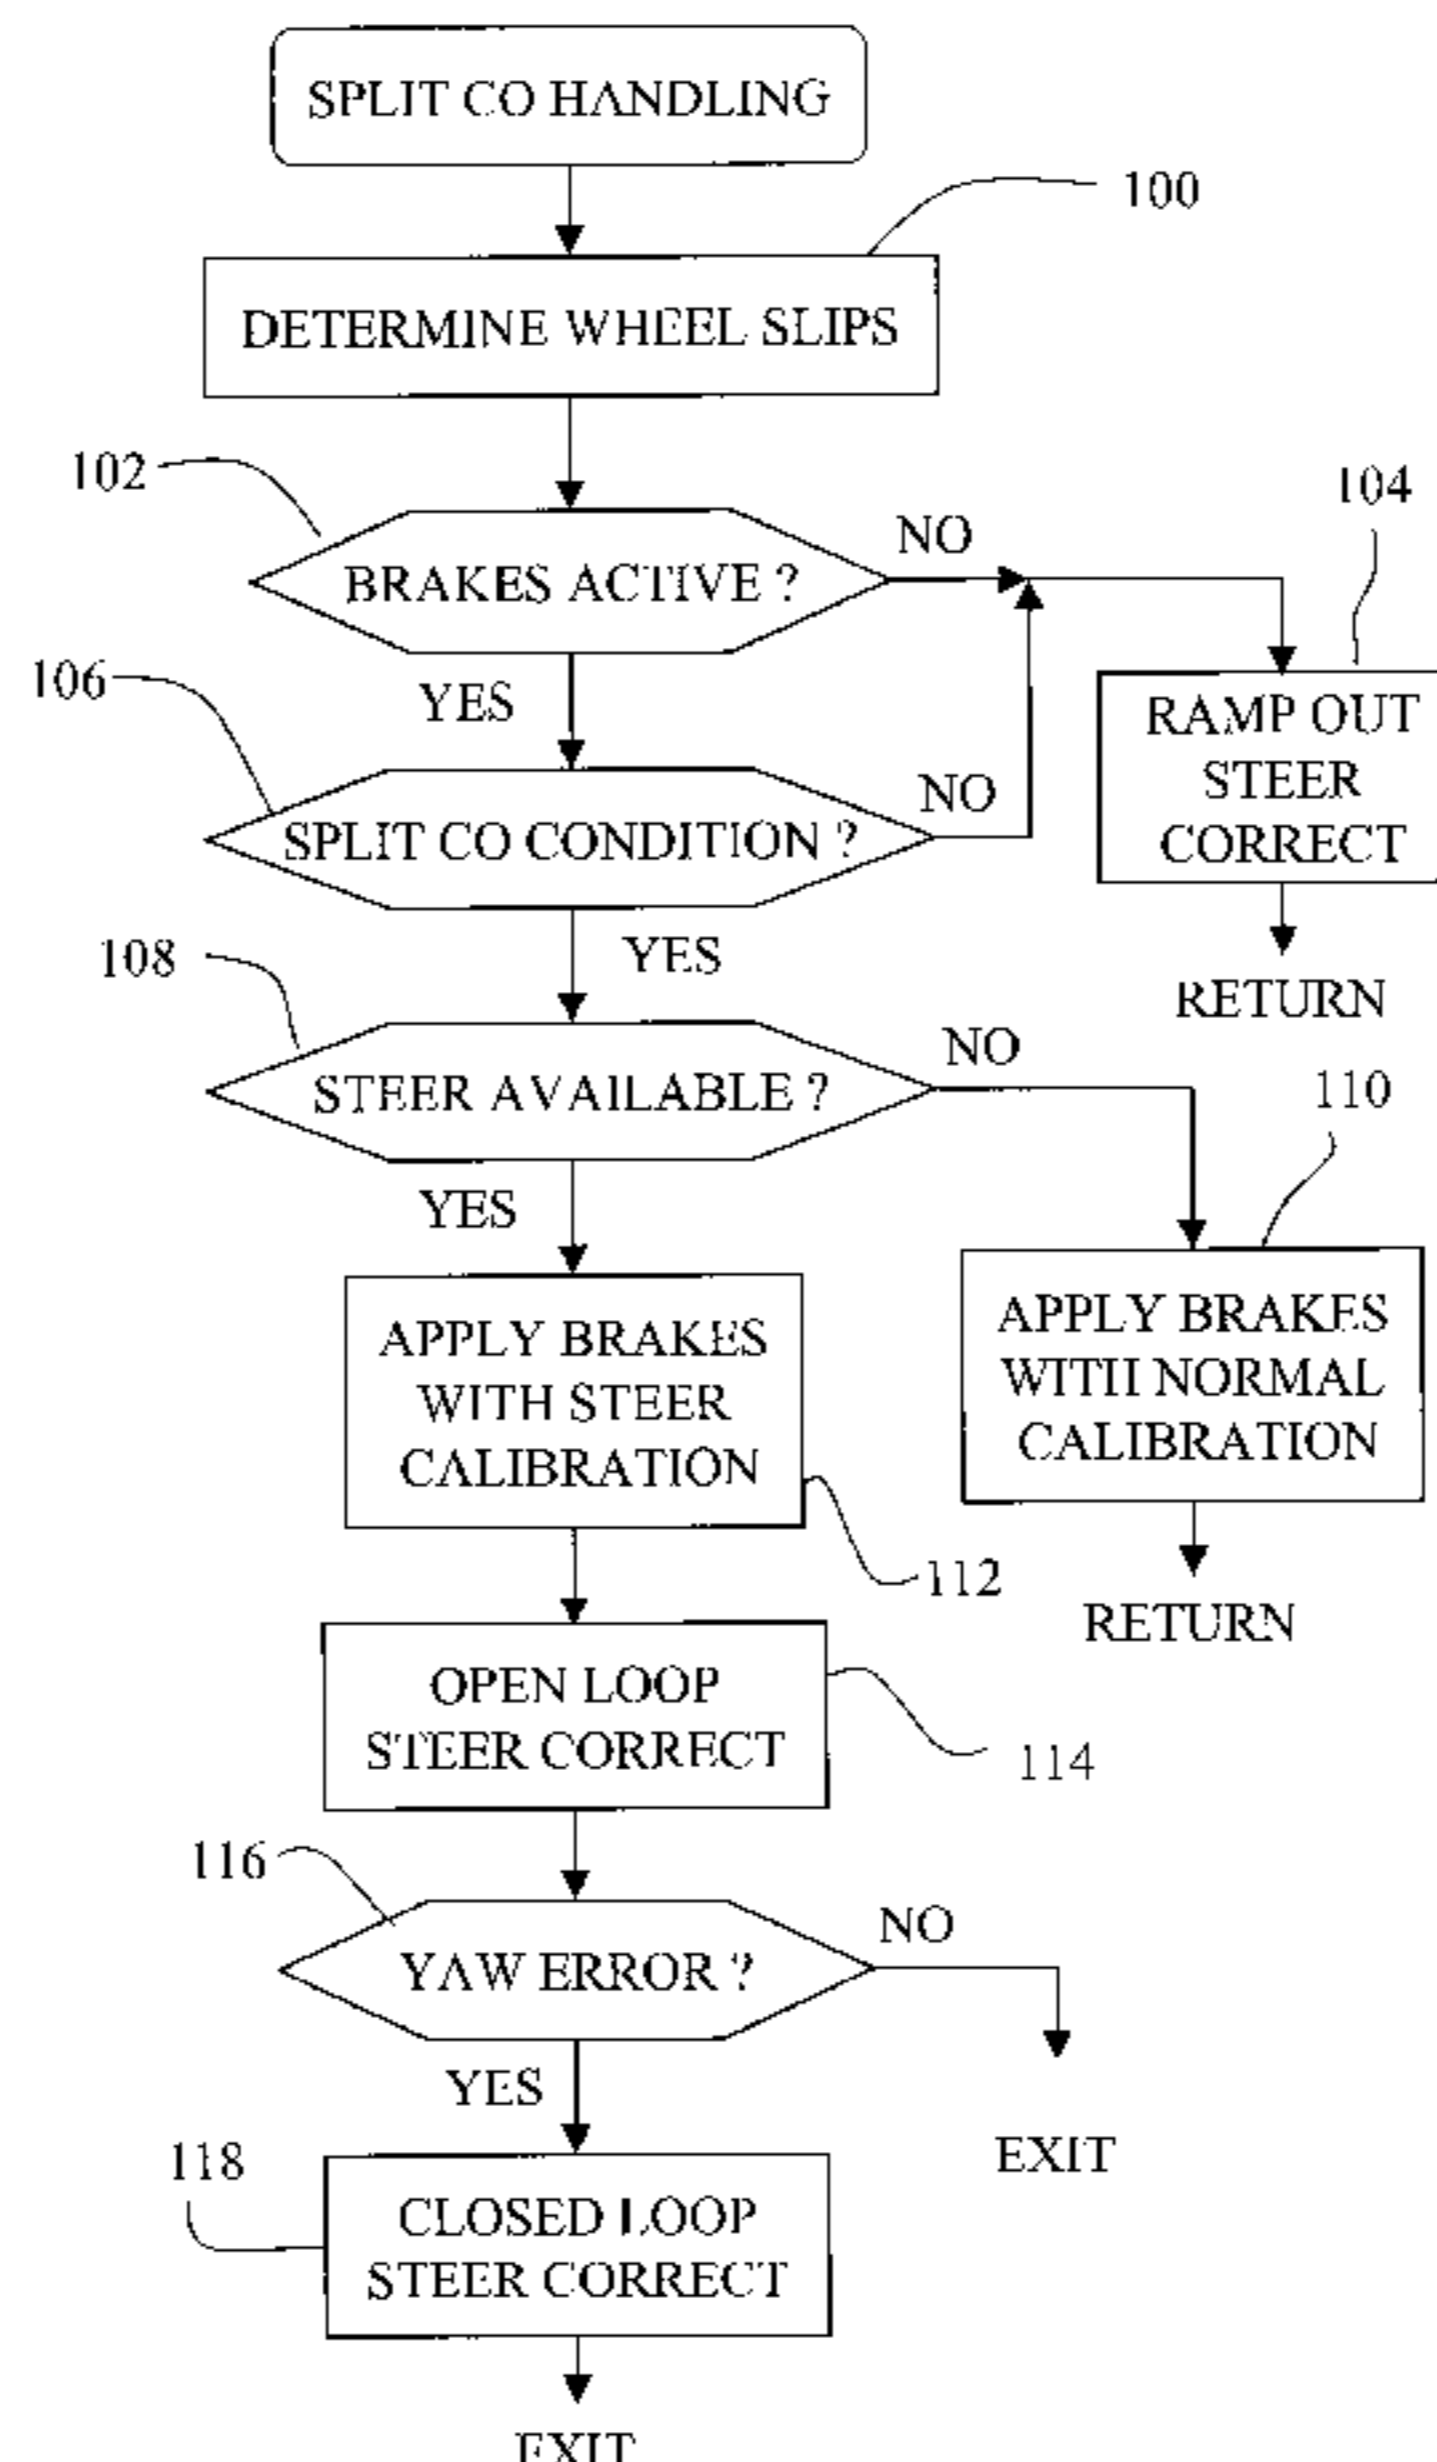 SPLIT CO HANDLING
100
DETERMINE WHEEL SLIPS
102
BRAKES ACTIVE ?
NO
104
RAMP OUT
STEER
CORRECT
RETURN
YES
106
SPLIT CO CONDITION ?
NO
YES
108
STEER AVAILABLE ?
NO
110
APPLY BRAKES
WITH NORMAL
CALIBRATION
RETURN
YES
APPLY BRAKES
WITH STEER
CALIBRATION
112
OPEN LOOP
STEER CORRECT
114
116
YAW ERROR ?
NO
EXIT
YES
118
CLOSED LOOP
STEER CORRECT
EXIT